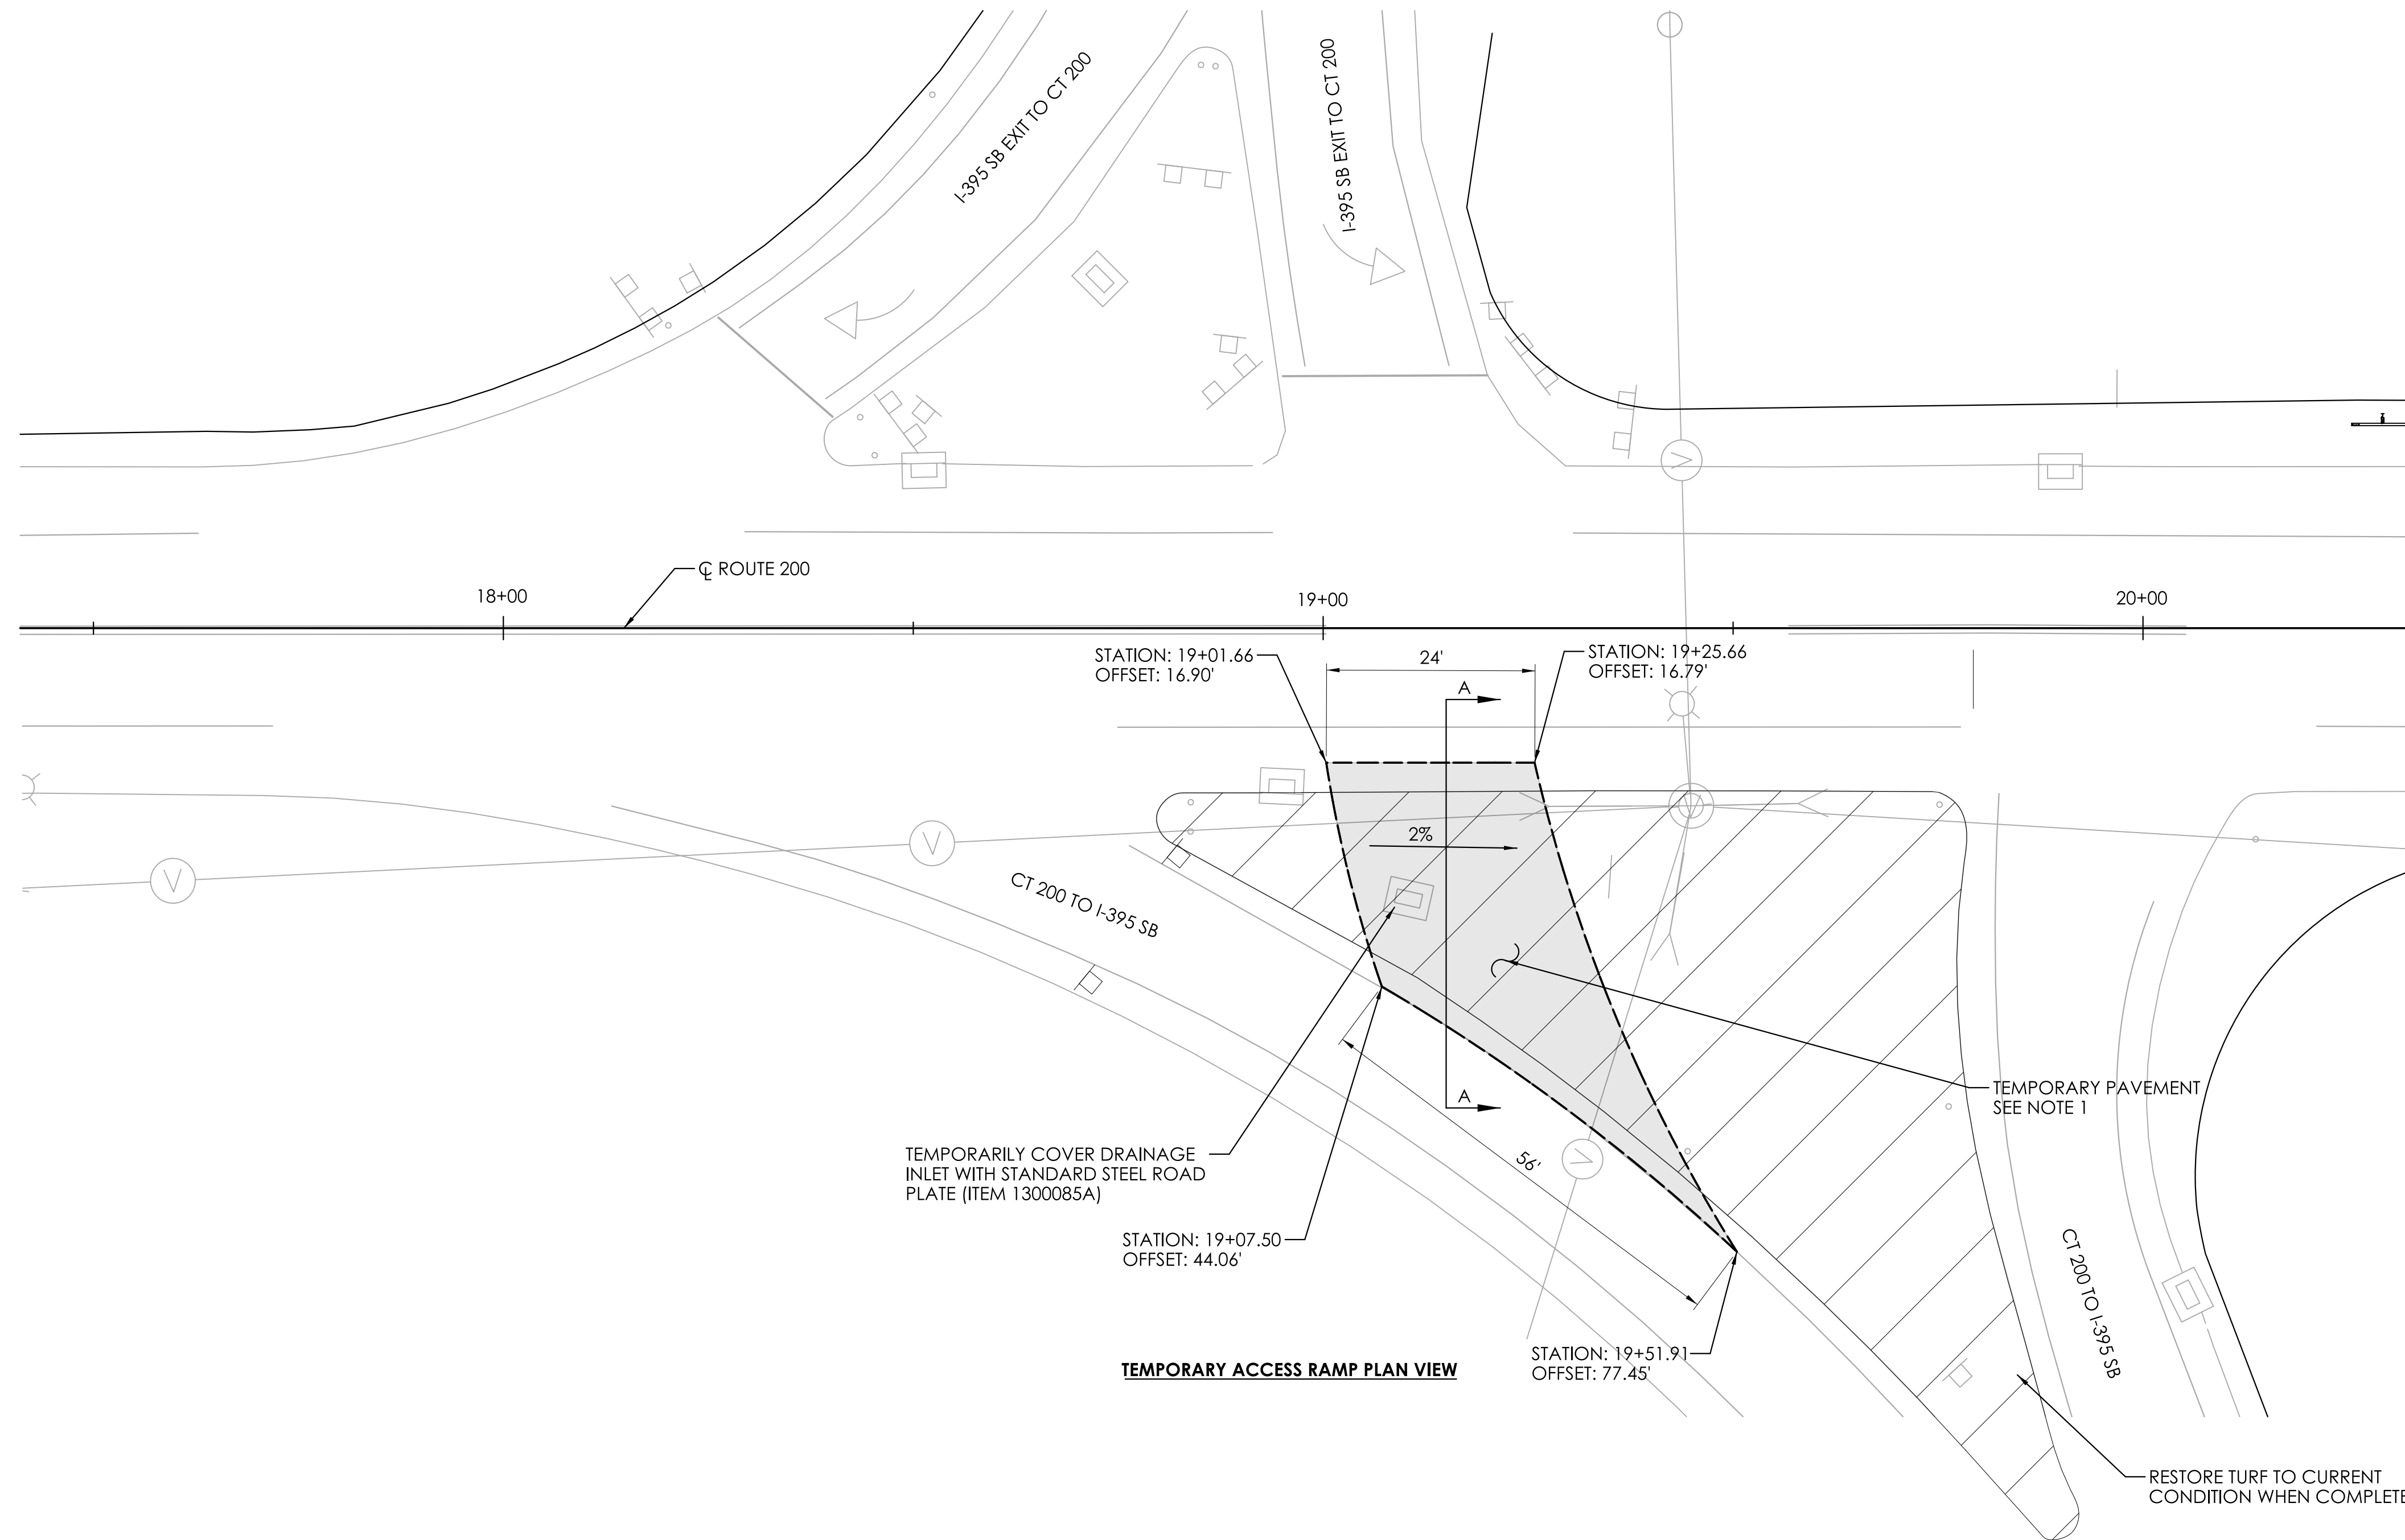 I-395 SB EXIT TO CT 200
I-395 SB EXIT TO CT 200
℄ ROUTE 200
18+00
19+00
20+00
STATION: 19+01.66
OFFSET: 16.90'
24'
STATION: 19+25.66
OFFSET: 16.79'
A
2%
CT 200 TO I-395 SB
A
TEMPORARY PAVEMENT
SEE NOTE 1
TEMPORARILY COVER DRAINAGE
INLET WITH STANDARD STEEL ROAD
PLATE (ITEM 1300085A)
56'
STATION: 19+07.50
OFFSET: 44.06'
CT 200 TO I-395 SB
STATION: 19+51.91
OFFSET: 77.45'
TEMPORARY ACCESS RAMP PLAN VIEW
RESTORE TURF TO CURRENT
CONDITION WHEN COMPLETE